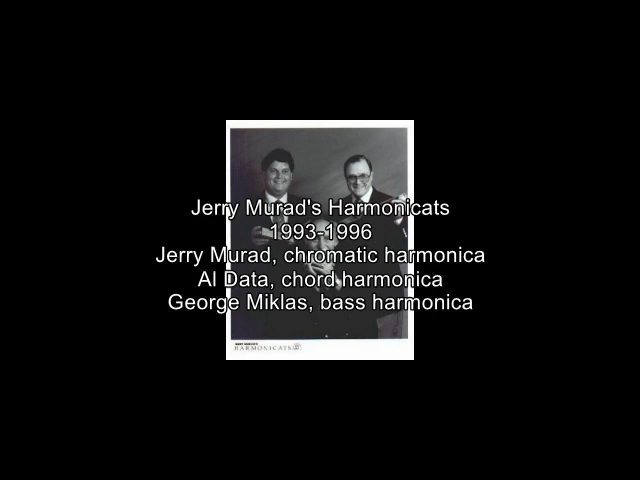 Jerry Murad's Harmonicats
1993-1996
Jerry Murad, chromatic harmonica
Al Data, chord harmonica
George Miklas, bass harmonica
HARMONICATS